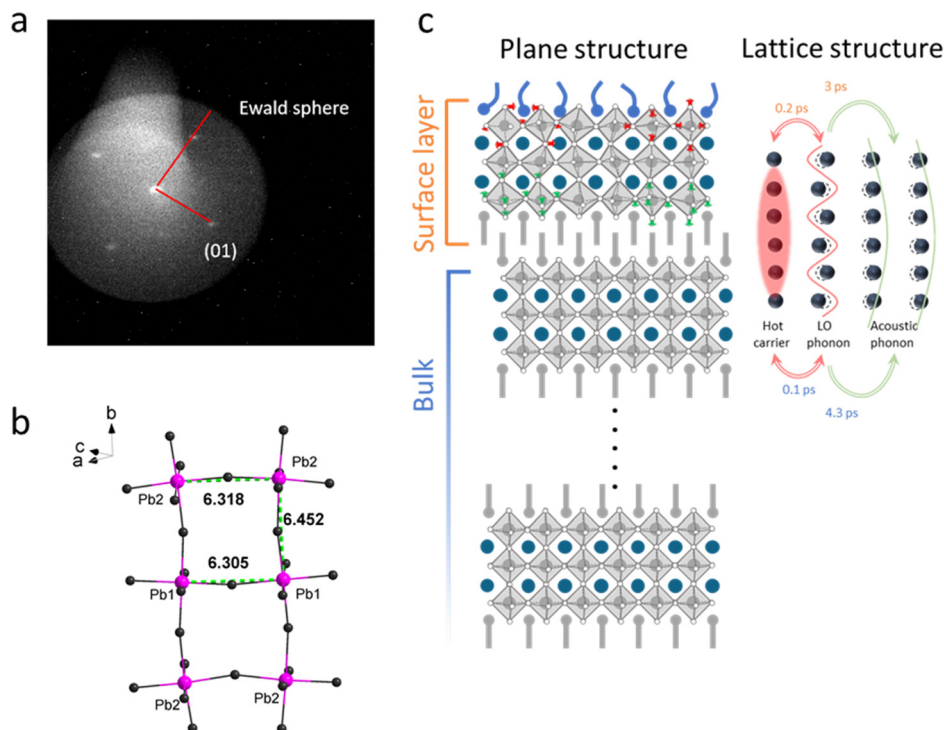 a
Ewald sphere
(01)
b
b
c
a
Pb2
Pb2
6.318
6.452
6.305
Pb1
Pb1
Pb2
Pb2
c
Plane structure
Lattice structure
Surface layer
Bulk
3 ps
0.2 ps
Hot
carrier
LO
phonon
Acoustic
phonon
0.1 ps
4.3 ps